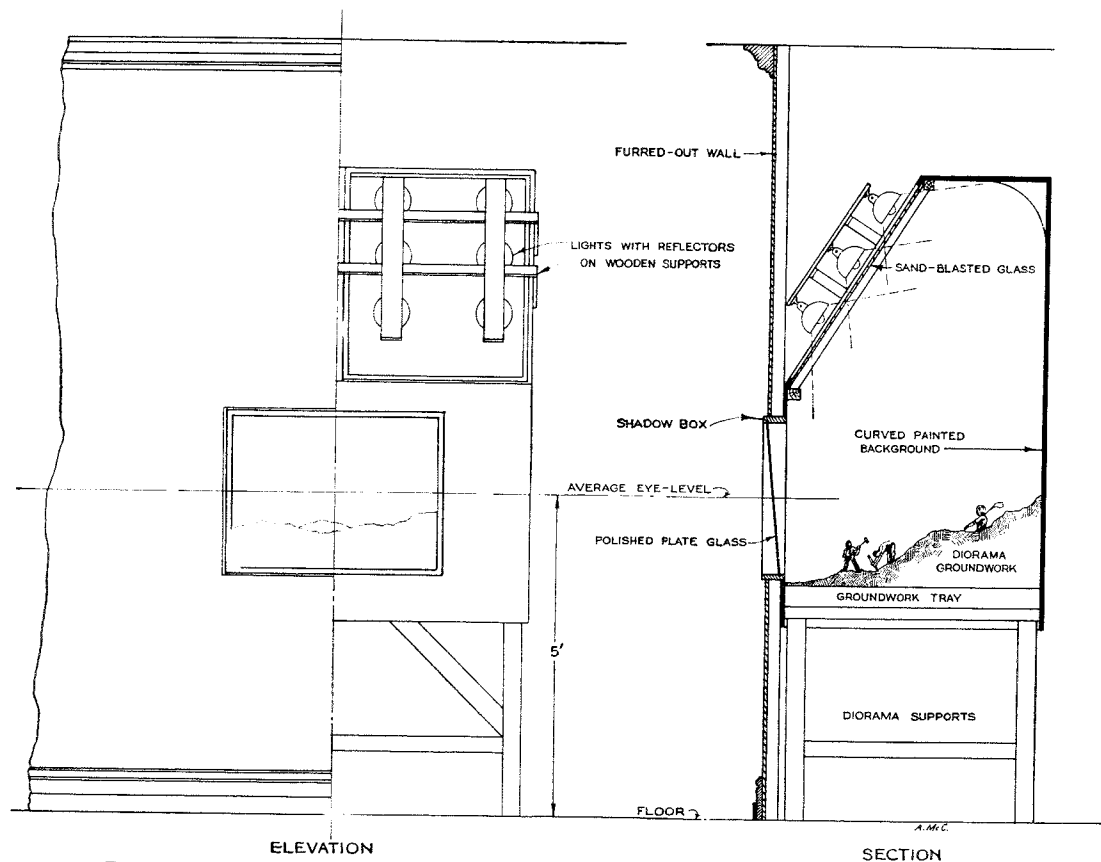 FURRED-OUT WALL
LIGHTS WITH REFLECTORS
ON WOODEN SUPPORTS
SAND-BLASTED GLASS
SHADOW BOX
CURVED PAINTED
BACKGROUND
AVERAGE EYE-LEVEL
POLISHED PLATE GLASS
DIORAMA
GROUNDWORK
GROUNDWORK TRAY
5'
DIORAMA SUPPORTS
FLOOR
A. McC.
ELEVATION
SECTION